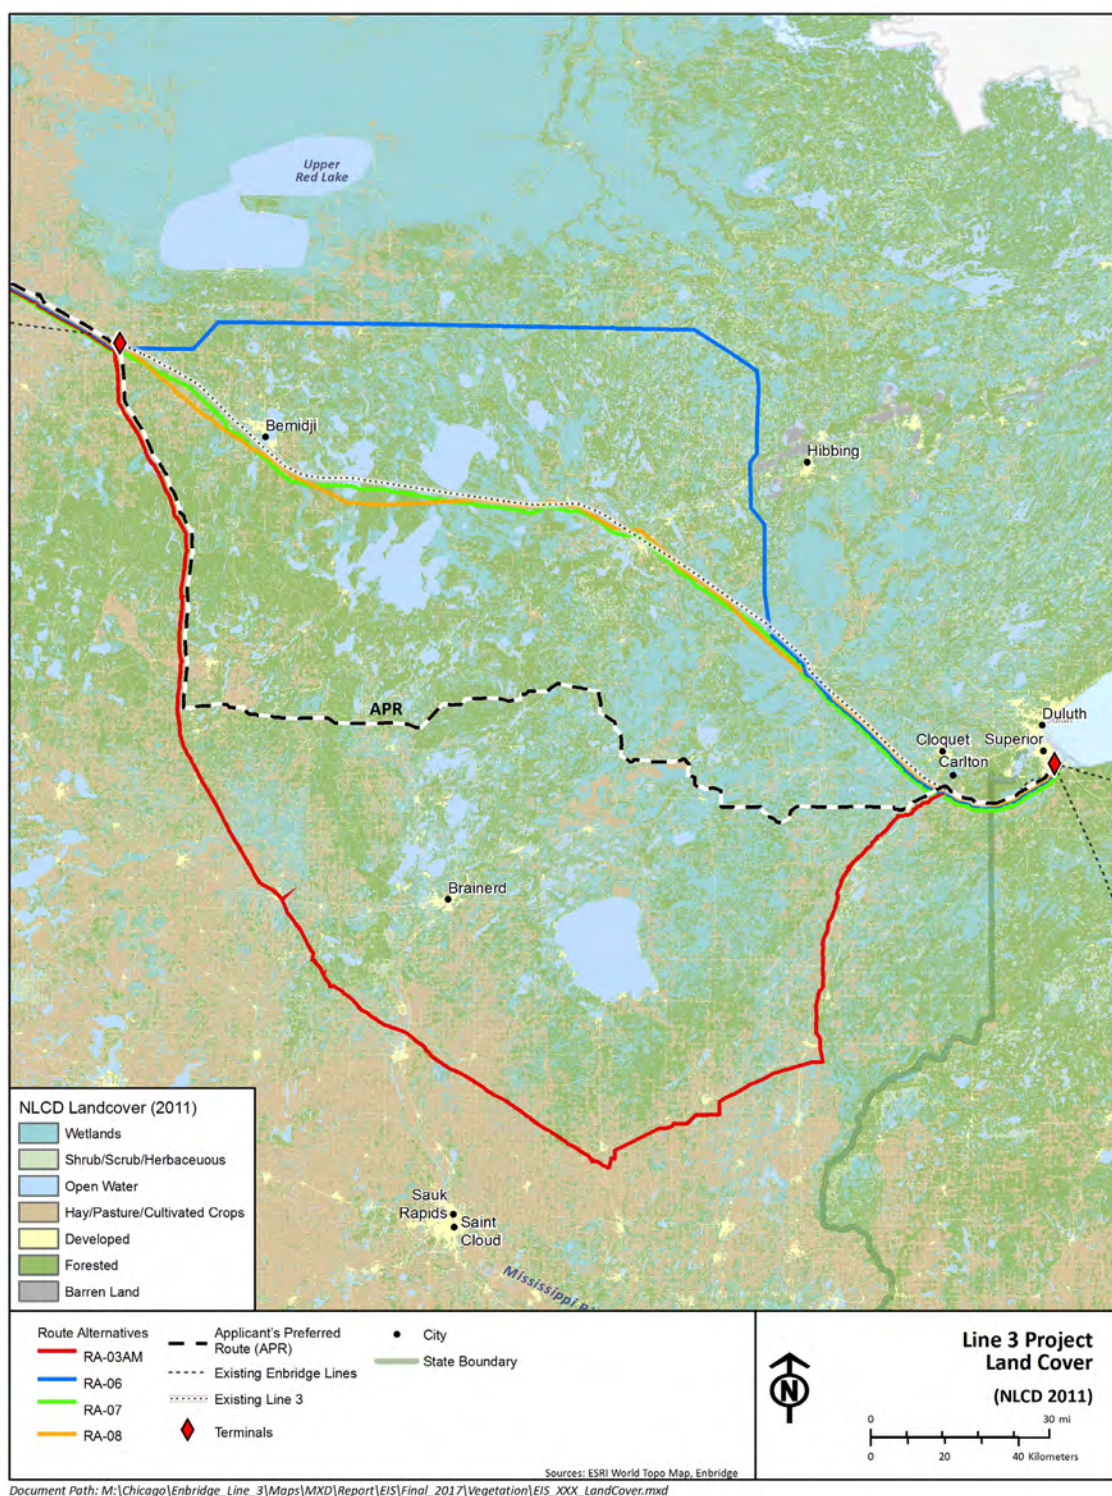 Upper
Red Lake
Bemidji
Hibbing
APR
Duluth
Superior
Cloquet
Carlton
Brainerd
Sauk
Rapids
Saint
Cloud
NLCD Landcover (2011)
Wetlands
Shrub/Scrub/Herbaceuous
Open Water
Hay/Pasture/Cultivated Crops
Developed
Forested
Barren Land
Route Alternatives
RA-03AM
RA-06
RA-07
RA-08
Applicant's Preferred
Route (APR)
Existing Enbridge Lines
Existing Line 3
Terminals
City
State Boundary
Mississippi
N
Line 3 Project
Land Cover
(NLCD 2011)
0 30 mi
0 20 40 Kilometers
Sources: ESRI World Topo Map, Enbridge
Document Path: M:\Chicago\Enbridge_Line_3\Maps\MXD\Report\EIS\Final_2017\Vegetation\EIS_XXX_LandCover.mxd